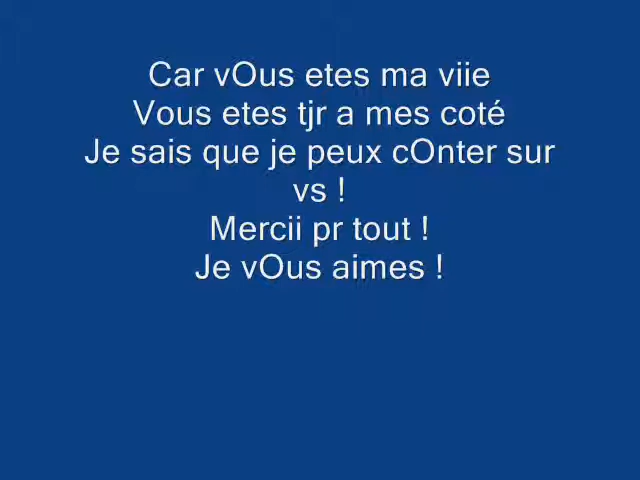 Car vOus etes ma viie
Vous etes tjr a mes coté
Je sais que je peux cOnter sur
vs !
Mercii pr tout !
Je vOus aimes !